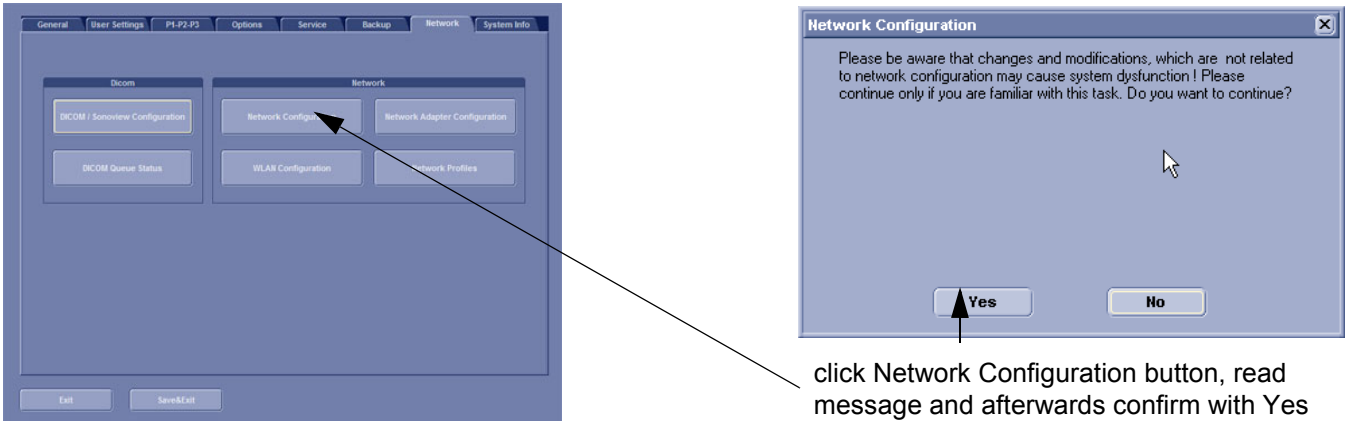 General User Settings P1-P2-P3 Options Service Backup Network System Info
Dicom Network
DICOM / Sonoview Configuration Network Configur Network Adapter Configuration
DICOM Queue Status WLAN Configuration Network Profiles
Exit Save&Exit
Network Configuration
Please be aware that changes and modifications, which are not related
to network configuration may cause system dysfunction ! Please
continue only if you are familiar with this task. Do you want to continue?
Yes No
click Network Configuration button, read
message and afterwards confirm with Yes